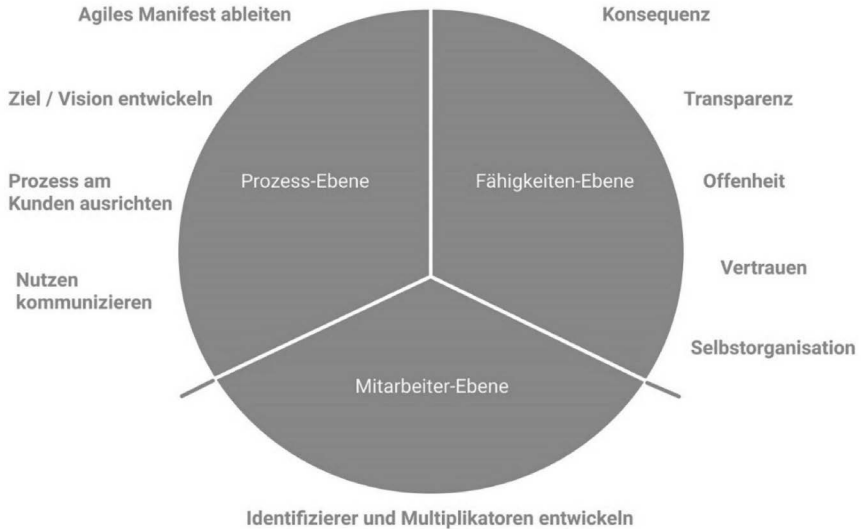 Agiles Manifest ableiten
Konsequenz
Ziel / Vision entwickeln
Transparenz
Prozess am
Kunden ausrichten
Prozess-Ebene
Fähigkeiten-Ebene
Offenheit
Nutzen
kommunizieren
Vertrauen
Selbstorganisation
Mitarbeiter-Ebene
Identifizierer und Multiplikatoren entwickeln